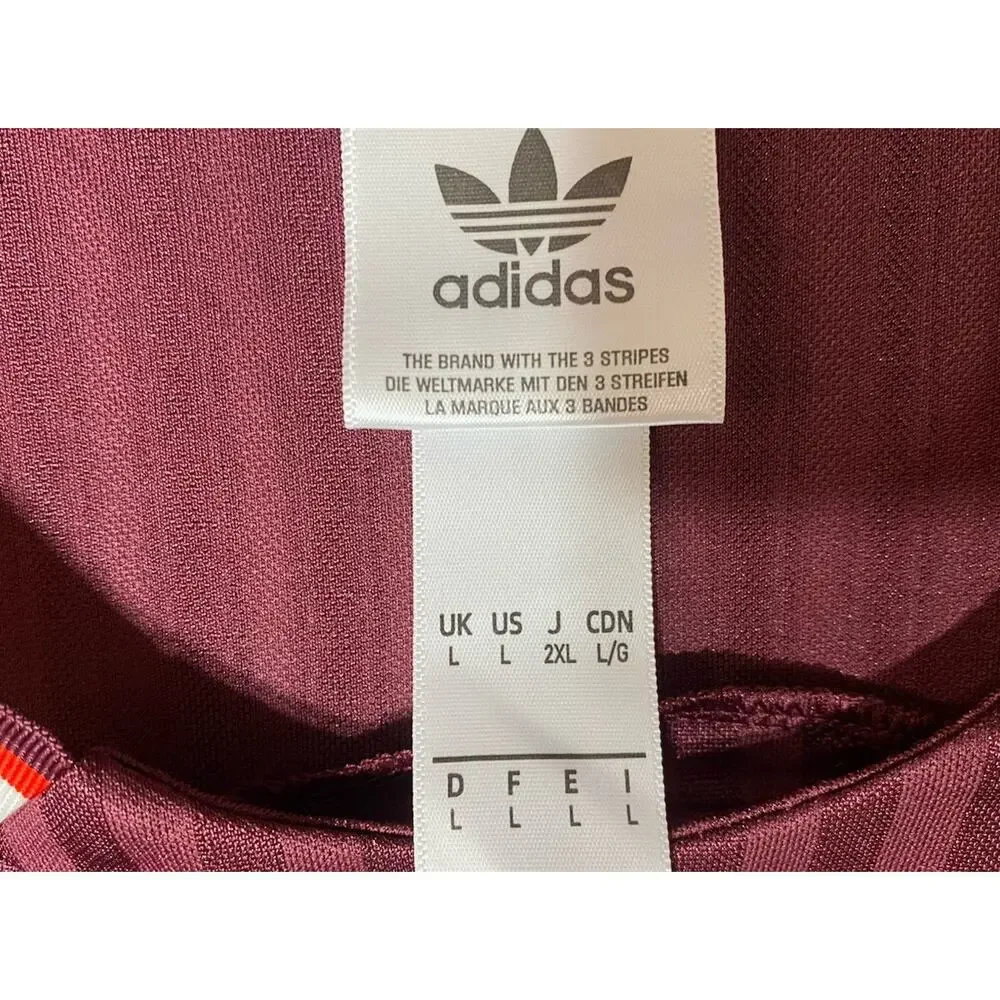 adidas
THE BRAND WITH THE 3 STRIPES
DIE WELTMARKE MIT DEN 3 STREIFEN
LA MARQUE AUX 3 BANDES
UK US J CDN
L L 2XL L/G
D F E I
L L L L